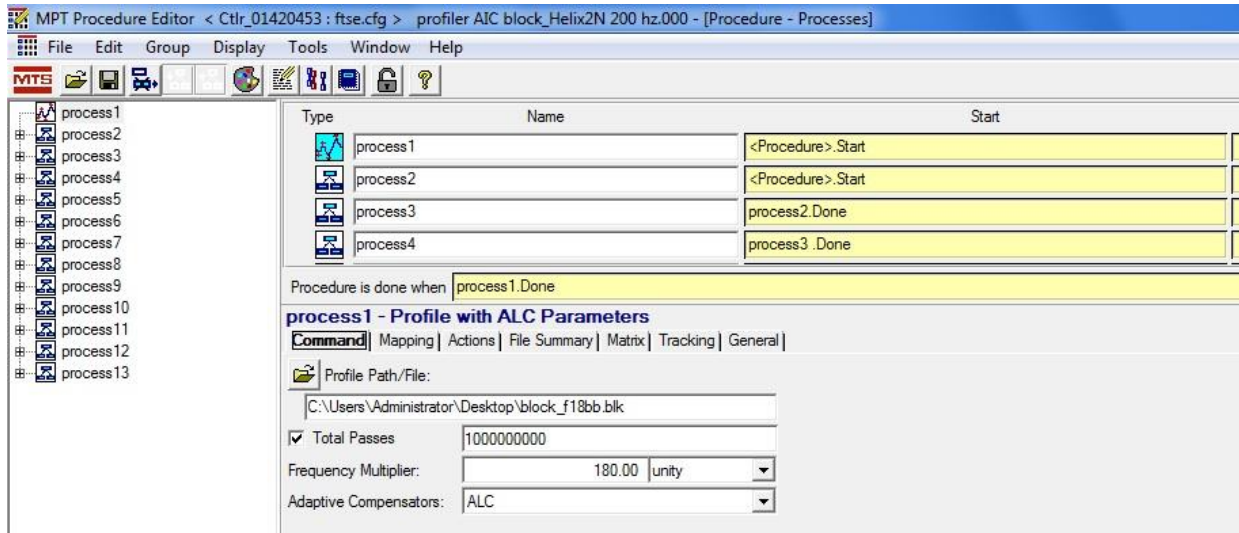 MPT Procedure Editor < Ctlr_01420453 : ftse.cfg > profiler AIC block_Helix2N 200 hz.000 - [Procedure - Processes]
File Edit Group Display Tools Window Help
MTS
process1
process2
process3
process4
process5
process6
process7
process8
process9
process10
process11
process12
process13
Type Name Start
process1 <Procedure>.Start
process2 <Procedure>.Start
process3 process2.Done
process4 process3 .Done
Procedure is done when process1.Done
process1 - Profile with ALC Parameters
Command Mapping Actions File Summary Matrix Tracking General
Profile Path/File:
C:\Users\Administrator\Desktop\block_f18bb.blk
Total Passes 1000000000
Frequency Multiplier: 180.00 unity
Adaptive Compensators: ALC